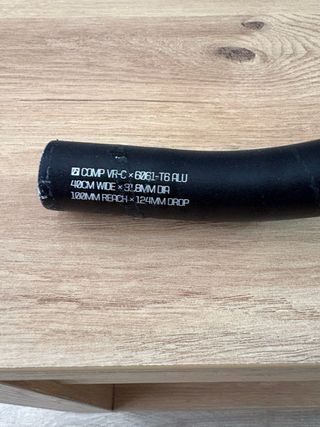 COMP VR-C × 6061-T6 ALU
40CM WIDE × 31.8MM DIA
100MM REACH × 124MM DROP